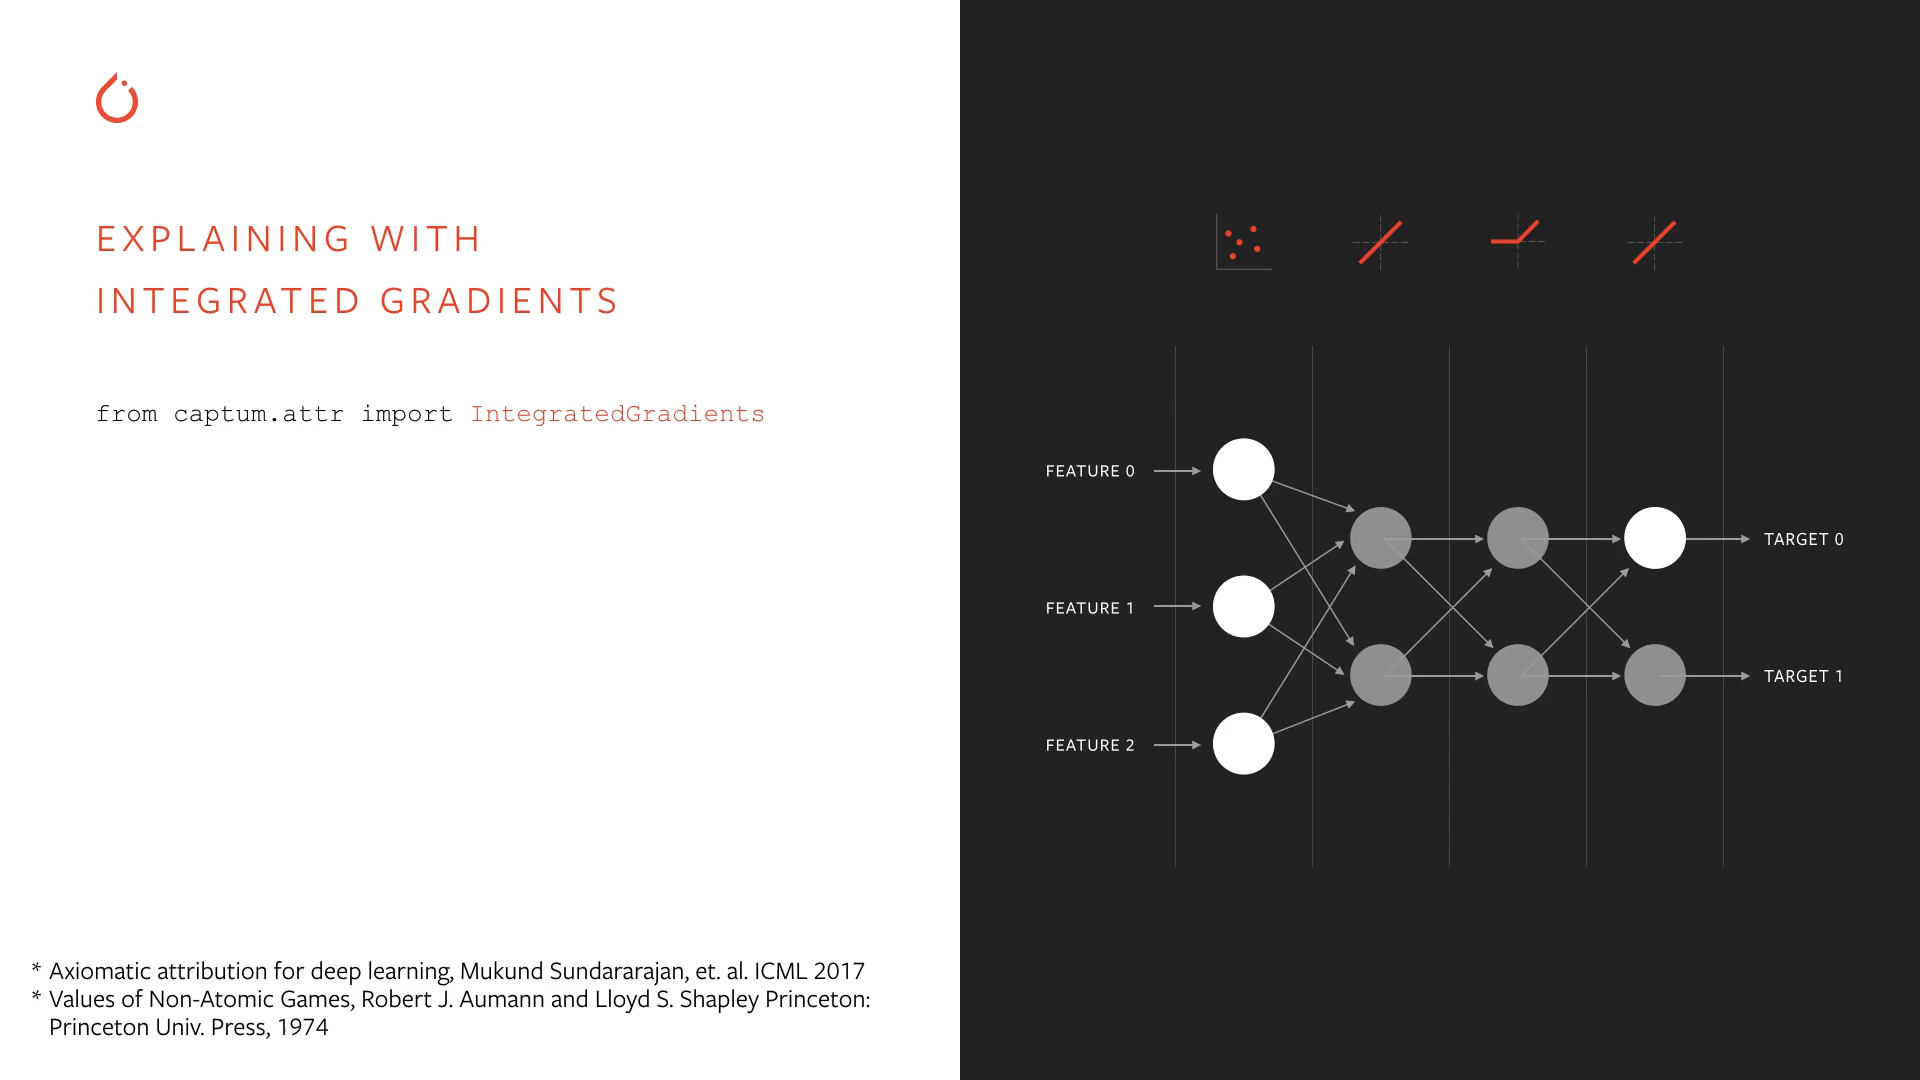 EXPLAINING WITH
INTEGRATED GRADIENTS
from captum.attr import IntegratedGradients
* Axiomatic attribution for deep learning, Mukund Sundararajan, et. al. ICML 2017
* Values of Non-Atomic Games, Robert J. Aumann and Lloyd S. Shapley Princeton:
Princeton Univ. Press, 1974
FEATURE 0
FEATURE 1
FEATURE 2
TARGET 0
TARGET 1